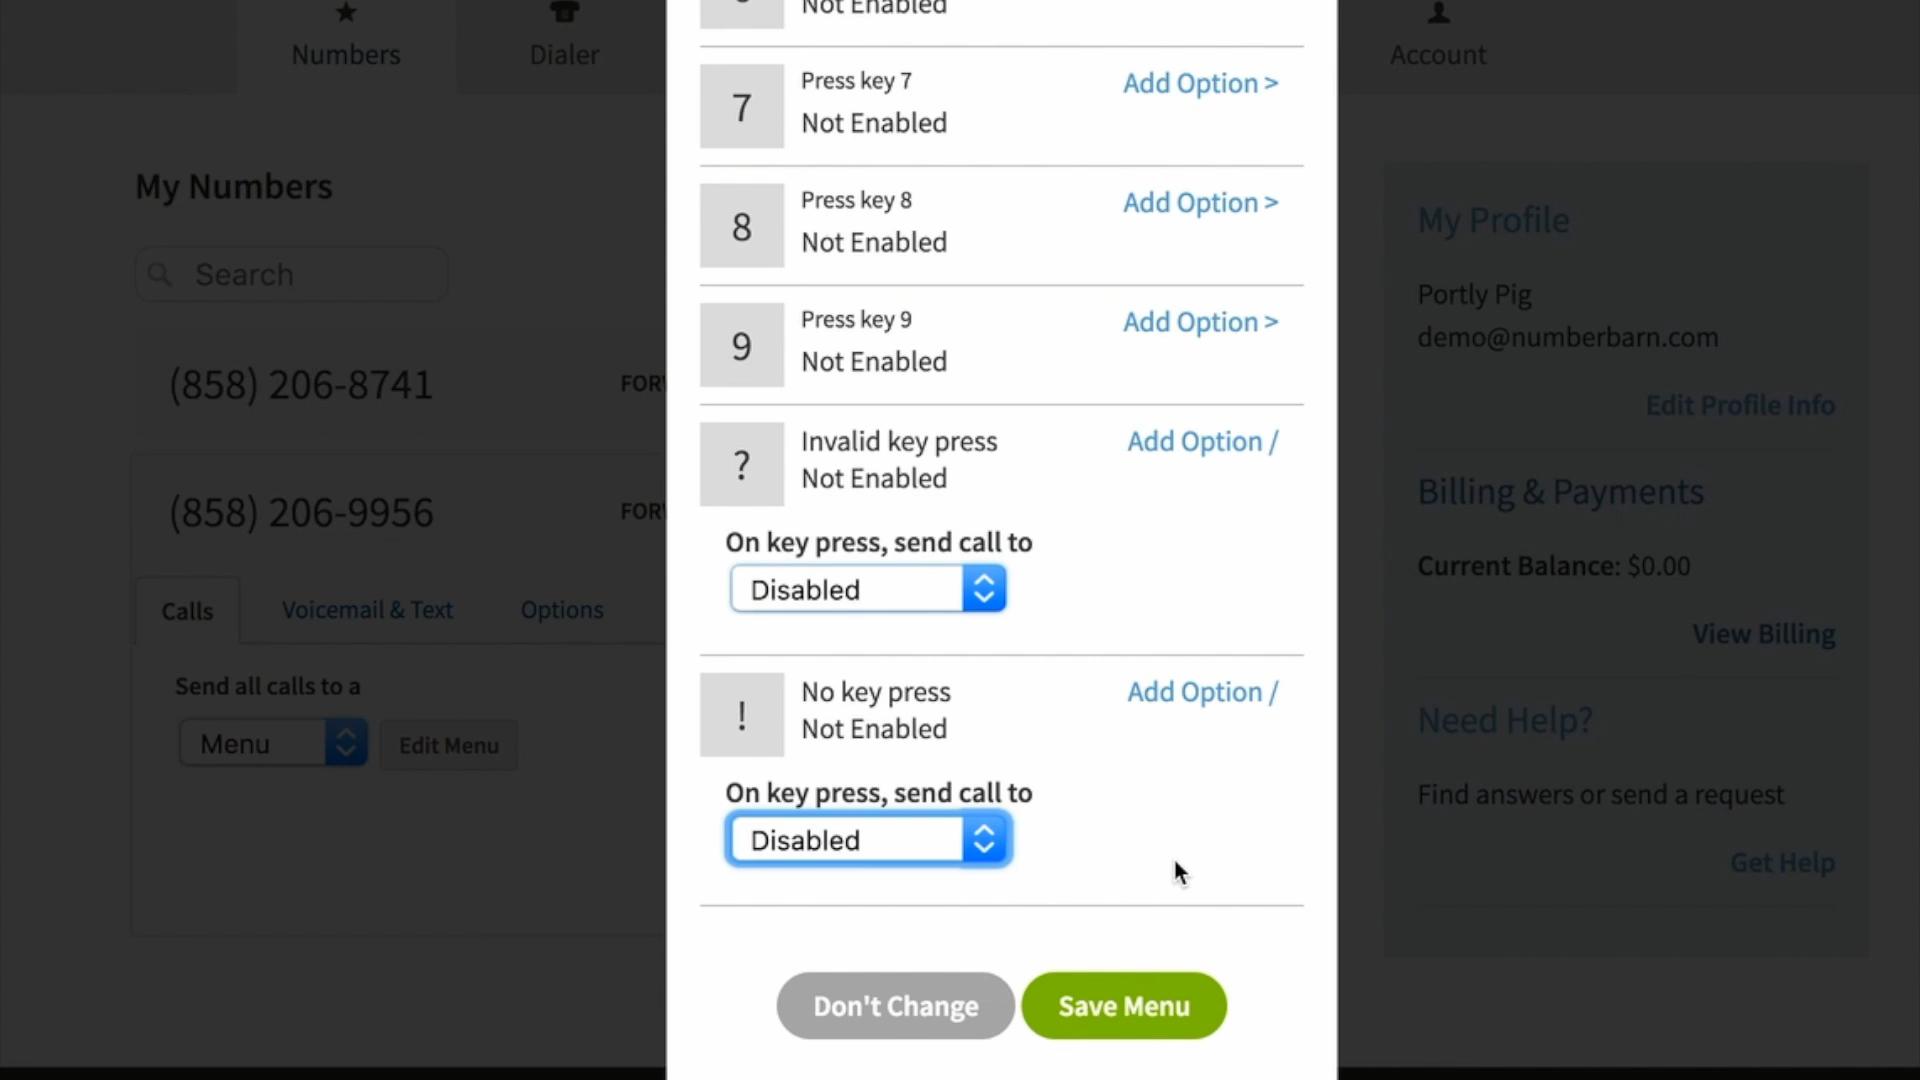 Numbers
Dialer
Account
My Numbers
Search
(858) 206-8741
(858) 206-9956
Calls
Voicemail & Text
Options
Send all calls to a
Menu
Edit Menu
Not Enabled
7
Press key 7
Not Enabled
Add Option >
8
Press key 8
Not Enabled
Add Option >
9
Press key 9
Not Enabled
Add Option >
?
Invalid key press
Not Enabled
Add Option /
On key press, send call to
Disabled
!
No key press
Not Enabled
Add Option /
On key press, send call to
Disabled
Don't Change
Save Menu
My Profile
Portly Pig
demo@numberbarn.com
Edit Profile Info
Billing & Payments
Current Balance: $0.00
View Billing
Need Help?
Find answers or send a request
Get Help